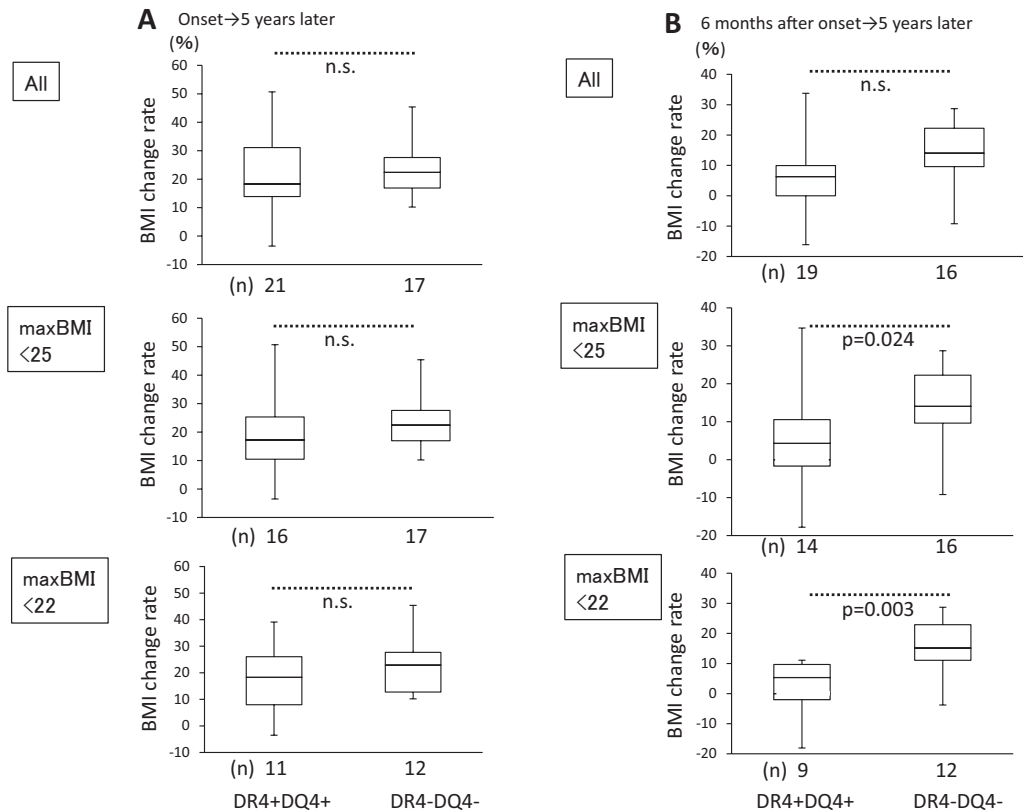 A Onset→5 years later
(%)
All
BMI change rate
60
50
40
30
20
10
0
-10
n.s.
(n) 21 17
maxBMI
<25
BMI change rate
60
50
40
30
20
10
0
-10
n.s.
(n) 16 17
maxBMI
<22
BMI change rate
60
50
40
30
20
10
0
-10
n.s.
(n) 11 12
DR4+DQ4+ DR4-DQ4-
B 6 months after onset→5 years later
(%)
All
BMI change rate
40
30
20
10
0
-10
-20
n.s.
(n) 19 16
maxBMI
<25
BMI change rate
40
30
20
10
0
-10
-20
p=0.024
(n) 14 16
maxBMI
<22
BMI change rate
40
30
20
10
0
-10
-20
p=0.003
(n) 9 12
DR4+DQ4+ DR4-DQ4-